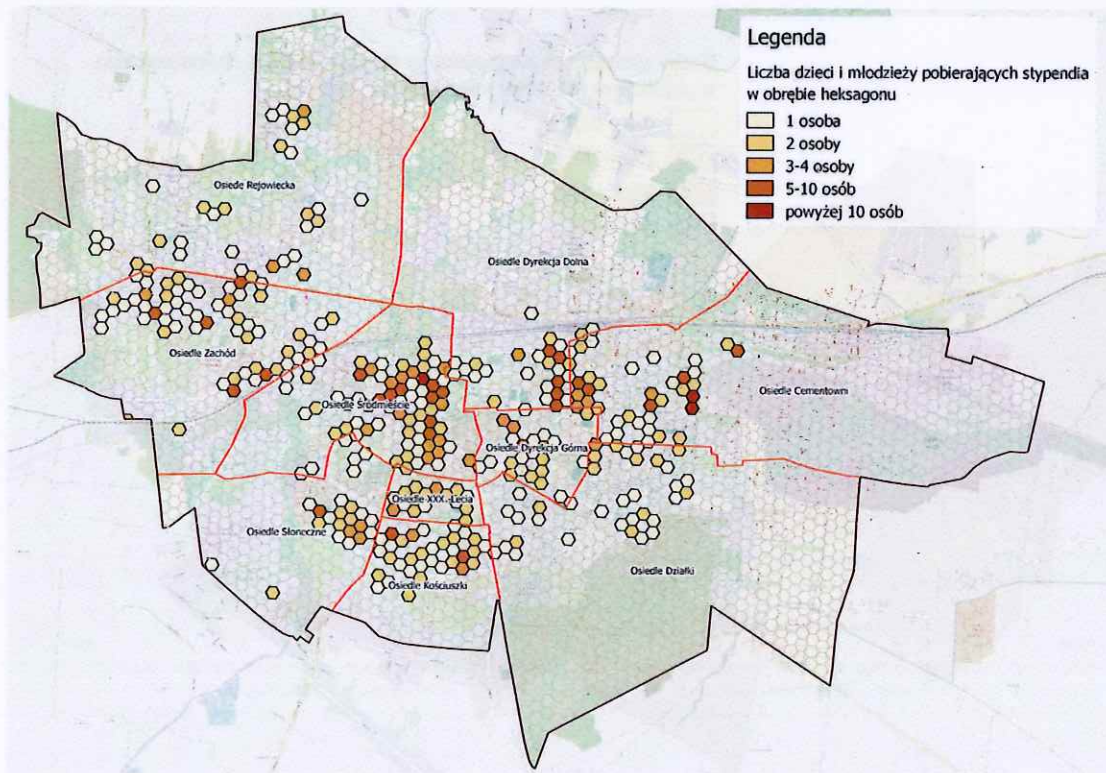 Legenda
Liczba dzieci i młodzieży pobierających stypendia
w obrębie heksagonu
1 osoba
2 osoby
3-4 osoby
5-10 osób
powyżej 10 osób
Osiede Rejowiecka
Osiedle Dyrekcja Dolna
Osiedle Zachód
Osiedle Cementown
Osiedle Śródmieście
Osiedle Dyrekcja Górna
Osiedle XXX.-Lecia
Osiedle Słoneczne
Osiedle Działki
Osiedle Kościuszki